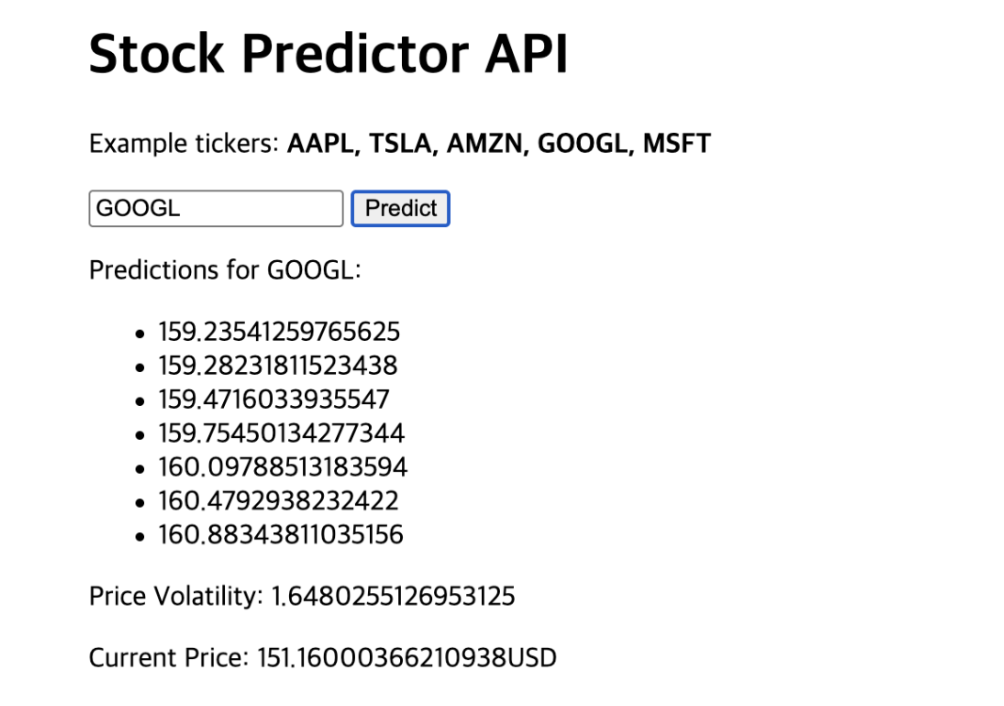 Stock Predictor API
Example tickers: AAPL, TSLA, AMZN, GOOGL, MSFT
GOOGL Predict
Predictions for GOOGL:
• 159.23541259765625
• 159.28231811523438
• 159.4716033935547
• 159.75450134277344
• 160.09788513183594
• 160.4792938232422
• 160.88343811035156
Price Volatility: 1.6480255126953125
Current Price: 151.16000366210938USD